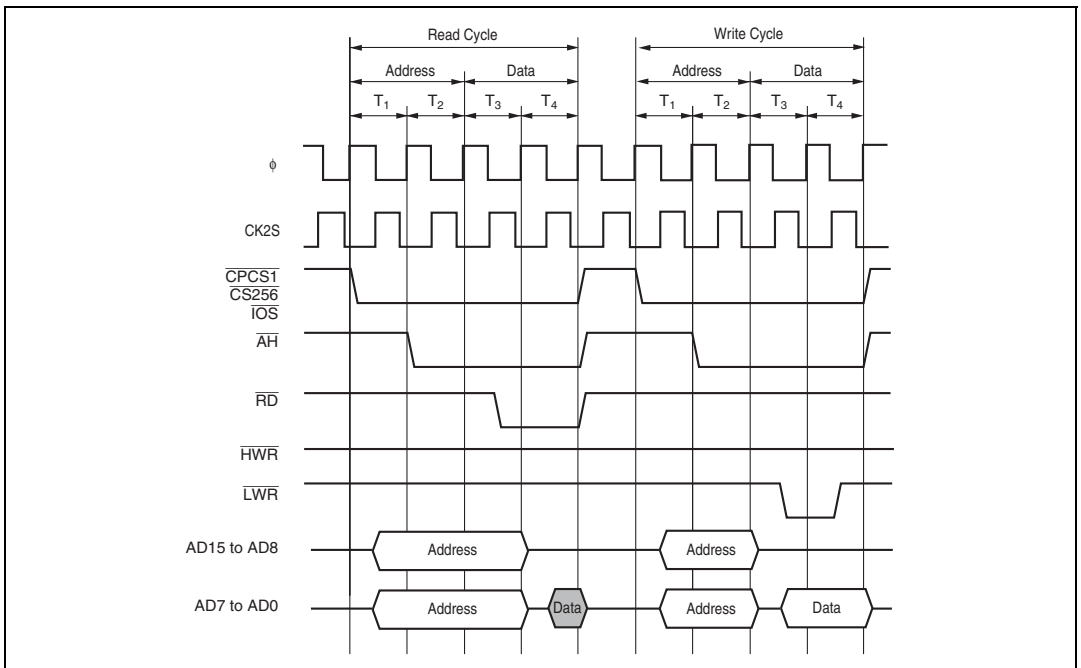 Read Cycle Write Cycle
Address Data Address Data
T1 T2 T3 T4 T1 T2 T3 T4
φ
CK2S
CPCS1
CS256
IOS
AH
RD
HWR
LWR
AD15 to AD8 Address Address
AD7 to AD0 Address Data Address Data